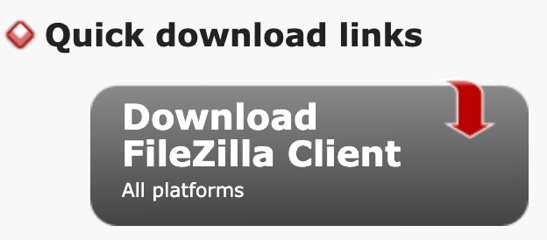 Quick download links
Download
FileZilla Client
All platforms